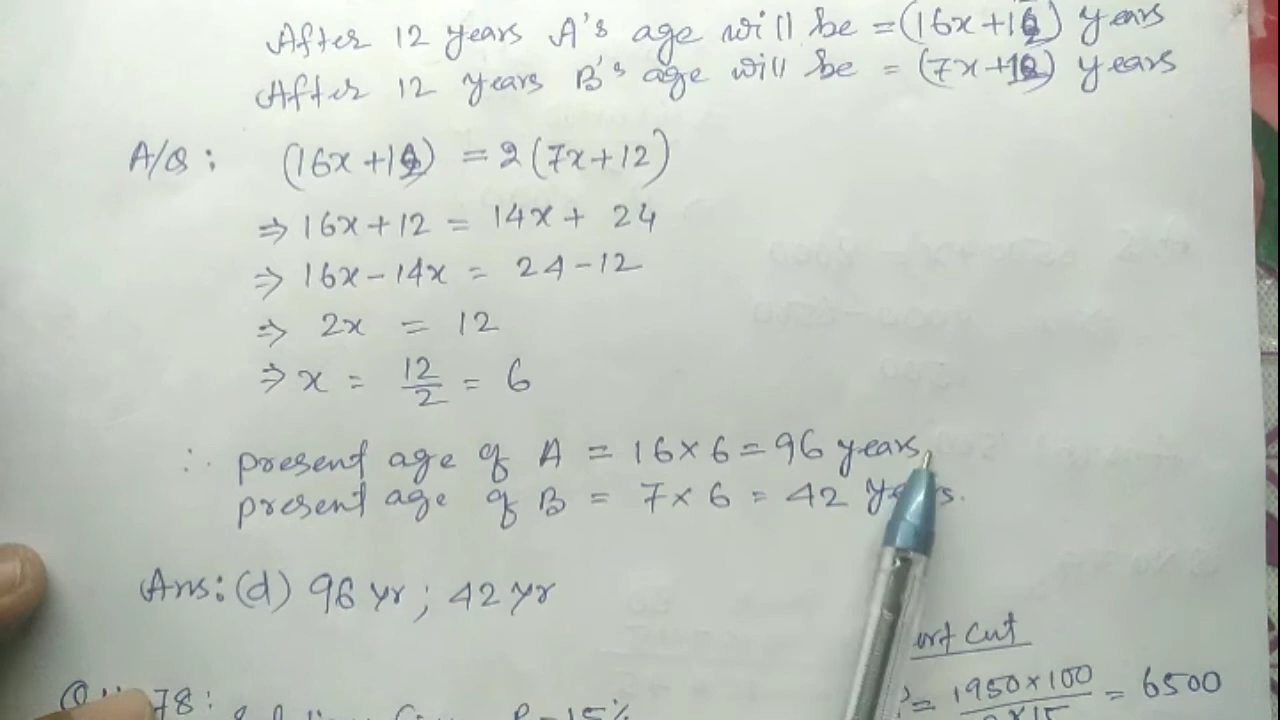 After 12 years A's age will be = (16x+12) years
After 12 years B's age will be = (7x+12) years
A/Q: (16x+12) = 2(7x+12)
⇒ 16x+12 = 14x + 24
⇒ 16x-14x = 24-12
⇒ 2x = 12
⇒ x = 12/2 = 6
∴ present age of A = 16×6 = 96 years
present age of B = 7×6 = 42 years.
Ans: (d) 96 yr; 42 yr
ort cut
= 1950×100 = 6500
78: